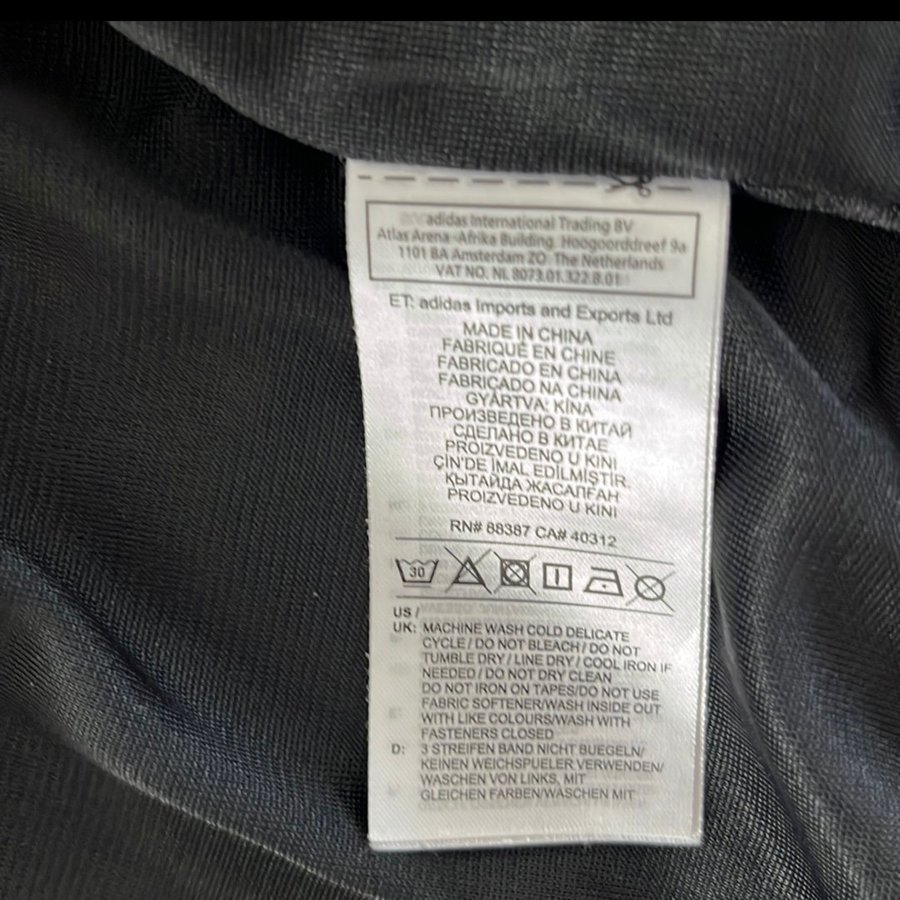 adidas International Trading BV
Atlas Arena -Afrika Building. Hoogoorddreef 9a
1101 BA Amsterdam ZO The Netherlands
VAT NO. NL 8073.01.322.B.01
ET: adidas Imports and Exports Ltd
MADE IN CHINA
FABRIQUÉ EN CHINE
FABRICADO EN CHINA
FABRICADO NA CHINA
GYÁRTVA: KÍNA
ПРОИЗВЕДЕНО В КИТАЙ
СДЕЛАНО В КИТАЕ
PROIZVEDENO U KINI
ÇİN'DE İMAL EDİLMİŞTİR.
ҚЫТАЙДА ЖАСАЛҒАН
PROIZVEDENO U KINI
RN# 88387 CA# 40312
30
US /
UK: MACHINE WASH COLD DELICATE
CYCLE / DO NOT BLEACH / DO NOT
TUMBLE DRY / LINE DRY / COOL IRON IF
NEEDED / DO NOT DRY CLEAN
DO NOT IRON ON TAPES/DO NOT USE
FABRIC SOFTENER/WASH INSIDE OUT
WITH LIKE COLOURS/WASH WITH
FASTENERS CLOSED
D: 3 STREIFEN BAND NICHT BUEGELN/
KEINEN WEICHSPUELER VERWENDEN/
WASCHEN VON LINKS, MIT
GLEICHEN FARBEN/WASCHEN MIT